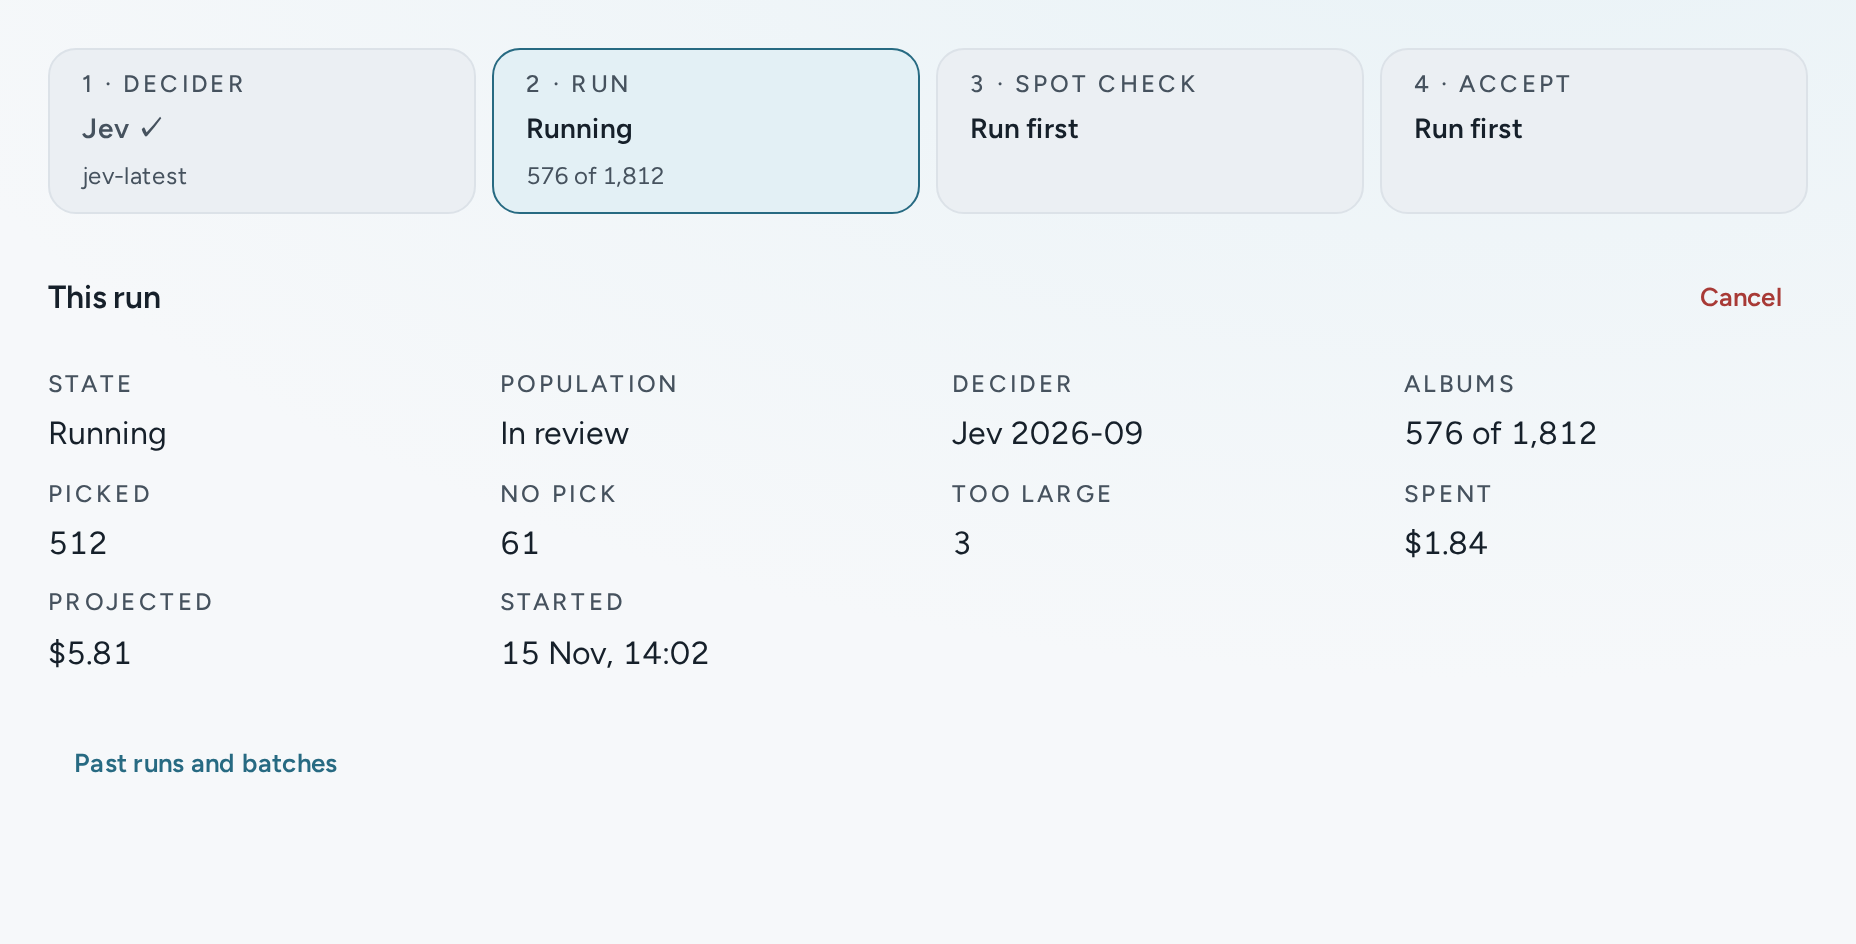 1 · DECIDER
Jev ✓
jev-latest
2 · RUN
Running
576 of 1,812
3 · SPOT CHECK
Run first
4 · ACCEPT
Run first
This run
Cancel
STATE
Running
POPULATION
In review
DECIDER
Jev 2026-09
ALBUMS
576 of 1,812
PICKED
512
NO PICK
61
TOO LARGE
3
SPENT
$1.84
PROJECTED
$5.81
STARTED
15 Nov, 14:02
Past runs and batches